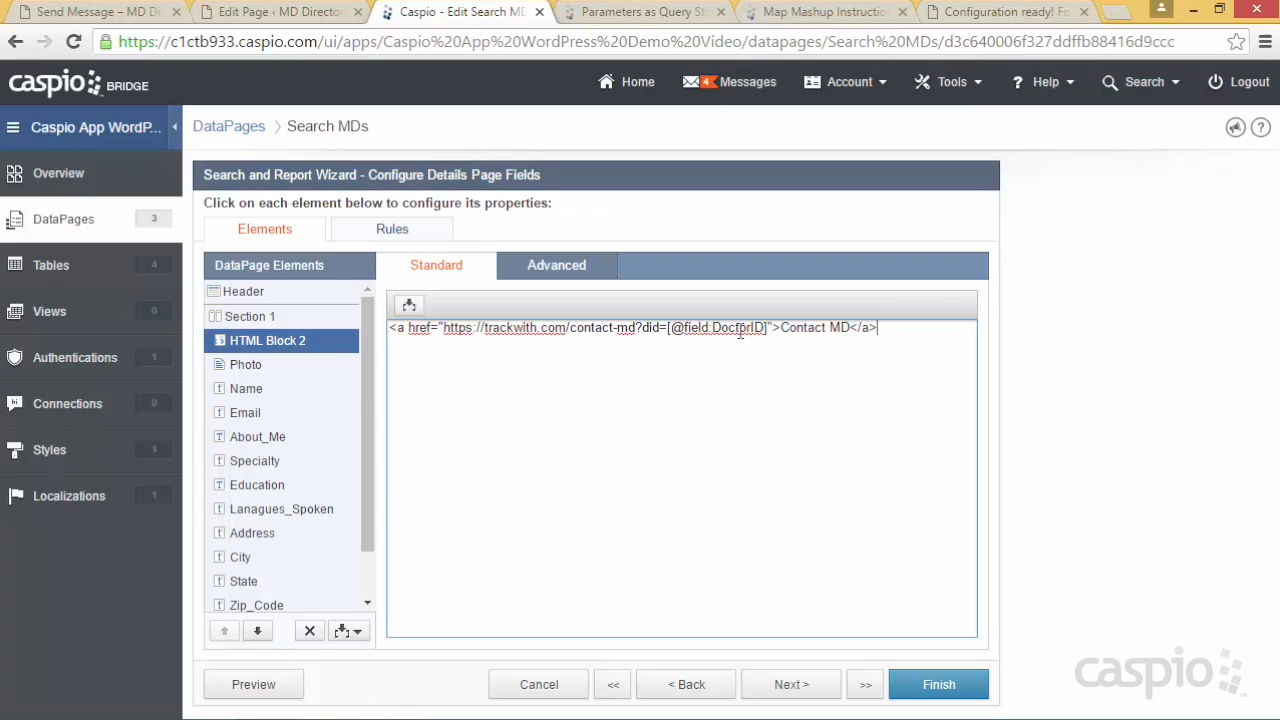 Send Message – MD Di
Edit Page ‹ MD Director
Caspio - Edit Search MD
Parameters as Query St
Map Mashup Instruction
Configuration ready! For
https://c1ctb933.caspio.com/ui/apps/Caspio%20App%20WordPress%20Demo%20Video/datapages/Search%20MDs/d3c640006f327ddffb88416d9ccc
caspio BRIDGE
Home
4 Messages
Account
Tools
? Help
Search
Logout
Caspio App WordP...
DataPages
Search MDs
?
Overview
DataPages 3
Tables 4
Views 0
Authentications 1
Connections 0
Styles 1
Localizations 1
Search and Report Wizard - Configure Details Page Fields
Click on each element below to configure its properties:
Elements
Rules
DataPage Elements
Standard
Advanced
Header
Section 1
HTML Block 2
Photo
Name
Email
About_Me
Specialty
Education
Lanagues_Spoken
Address
City
State
Zip_Code
<a href="https://trackwith.com/contact-md?did=[@field:DocfprID]">Contact MD</a>
Preview
Cancel
<<
< Back
Next >
>>
Finish
caspio